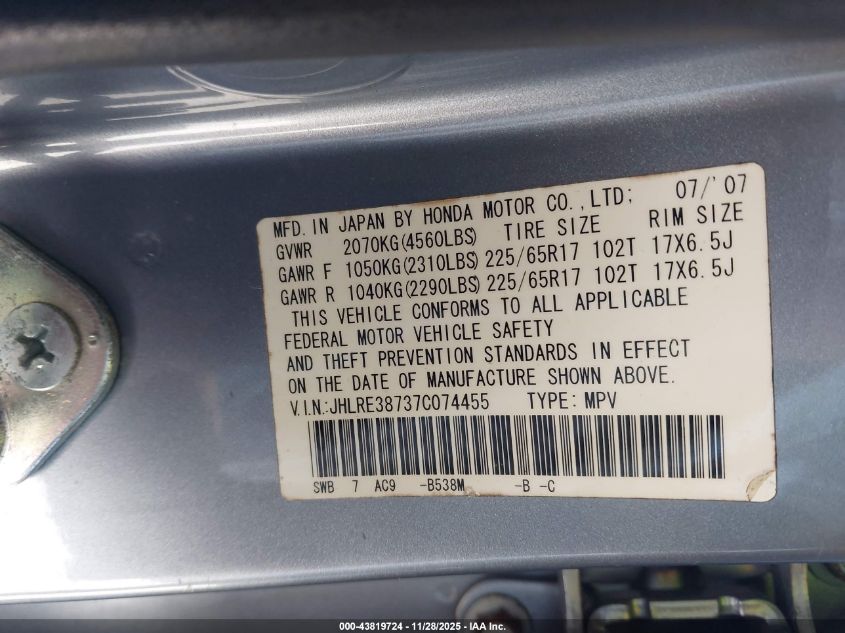 MFD. IN JAPAN BY HONDA MOTOR CO.,LTD; 07/'07
GVWR 2070KG(4560LBS) TIRE SIZE RIM SIZE
GAWR F 1050KG(2310LBS) 225/65R17 102T 17X6.5J
GAWR R 1040KG(2290LBS) 225/65R17 102T 17X6.5J
THIS VEHICLE CONFORMS TO ALL APPLICABLE
FEDERAL MOTOR VEHICLE SAFETY
AND THEFT PREVENTION STANDARDS IN EFFECT
ON THE DATE OF MANUFACTURE SHOWN ABOVE.
V.I.N.:JHLRE38737C074455 TYPE: MPV
SWB 7 AC9 -B538M -B -C
000-43819724 — 11/28/2025 — IAA Inc.